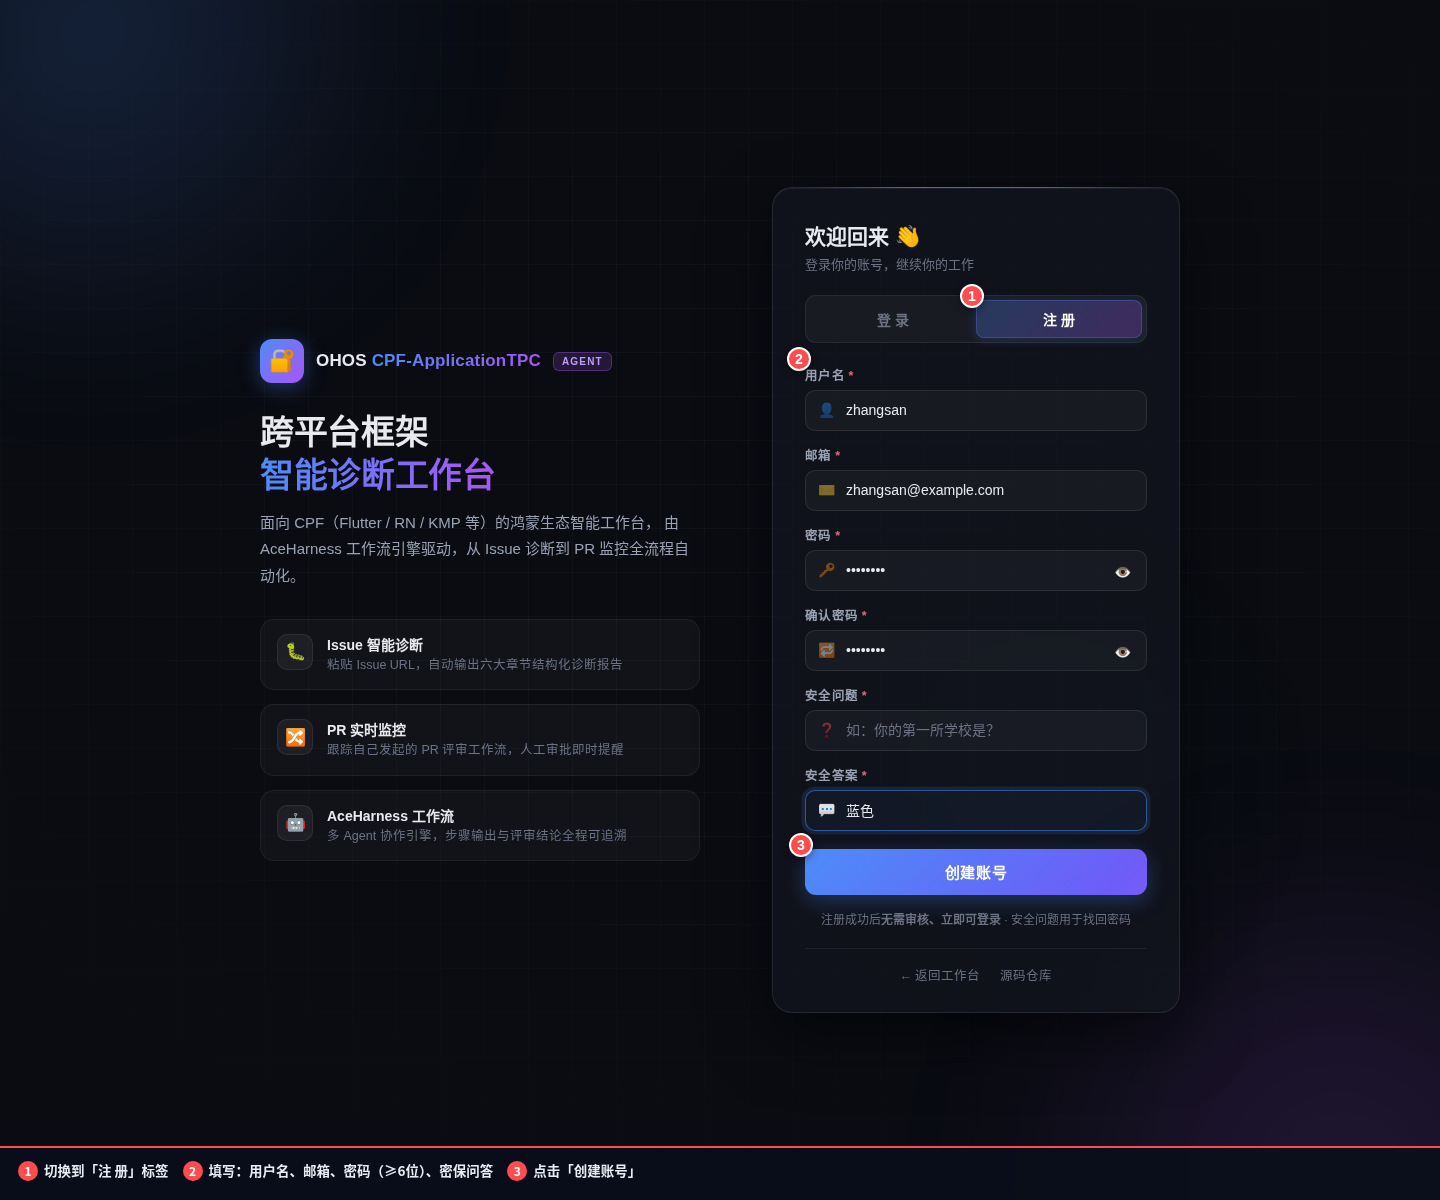 OHOS CPF-ApplicationTPC AGENT
跨平台框架
智能诊断工作台
面向 CPF（Flutter / RN / KMP 等）的鸿蒙生态智能工作台， 由
AceHarness 工作流引擎驱动，从 Issue 诊断到 PR 监控全流程自
动化。
Issue 智能诊断
粘贴 Issue URL，自动输出六大章节结构化诊断报告
PR 实时监控
跟踪自己发起的 PR 评审工作流，人工审批即时提醒
AceHarness 工作流
多 Agent 协作引擎，步骤输出与评审结论全程可追溯
欢迎回来 👋
登录你的账号，继续你的工作
1
登 录 注 册
2
用户名 *
zhangsan
邮箱 *
zhangsan@example.com
密码 *
••••••••
确认密码 *
••••••••
安全问题 *
如：你的第一所学校是？
安全答案 *
蓝色
3
创建账号
注册成功后无需审核、立即可登录 · 安全问题用于找回密码
← 返回工作台 源码仓库
1 切换到「注 册」标签 2 填写：用户名、邮箱、密码（≥6位）、密保问答 3 点击「创建账号」